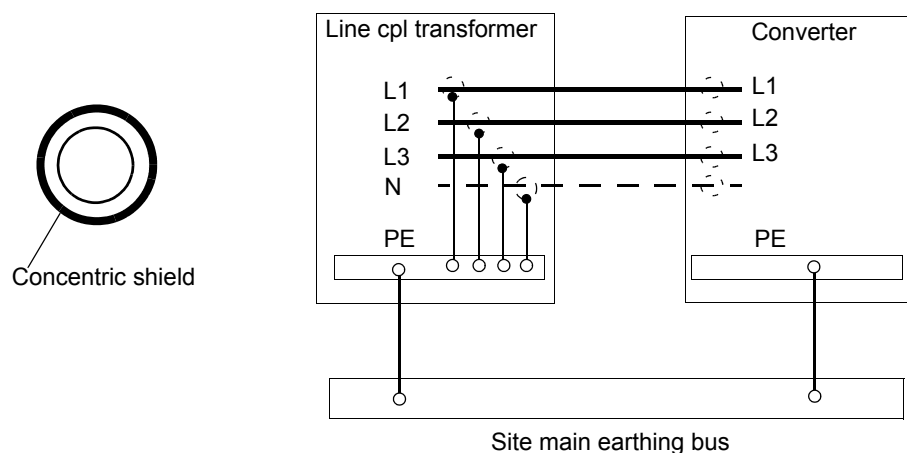 Line cpl transformer
Converter
L1
L1
L2
L2
L3
L3
N
PE
PE
Concentric shield
Site main earthing bus